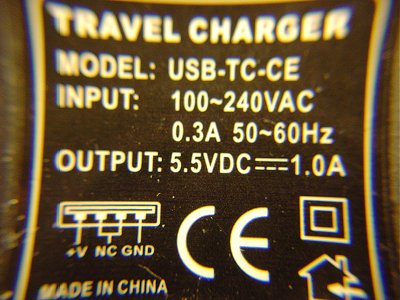 TRAVEL CHARGER
MODEL: USB-TC-CE
INPUT: 100~240VAC
0.3A 50~60Hz
OUTPUT: 5.5VDC⎓1.0A
+V NC GND
CE
MADE IN CHINA